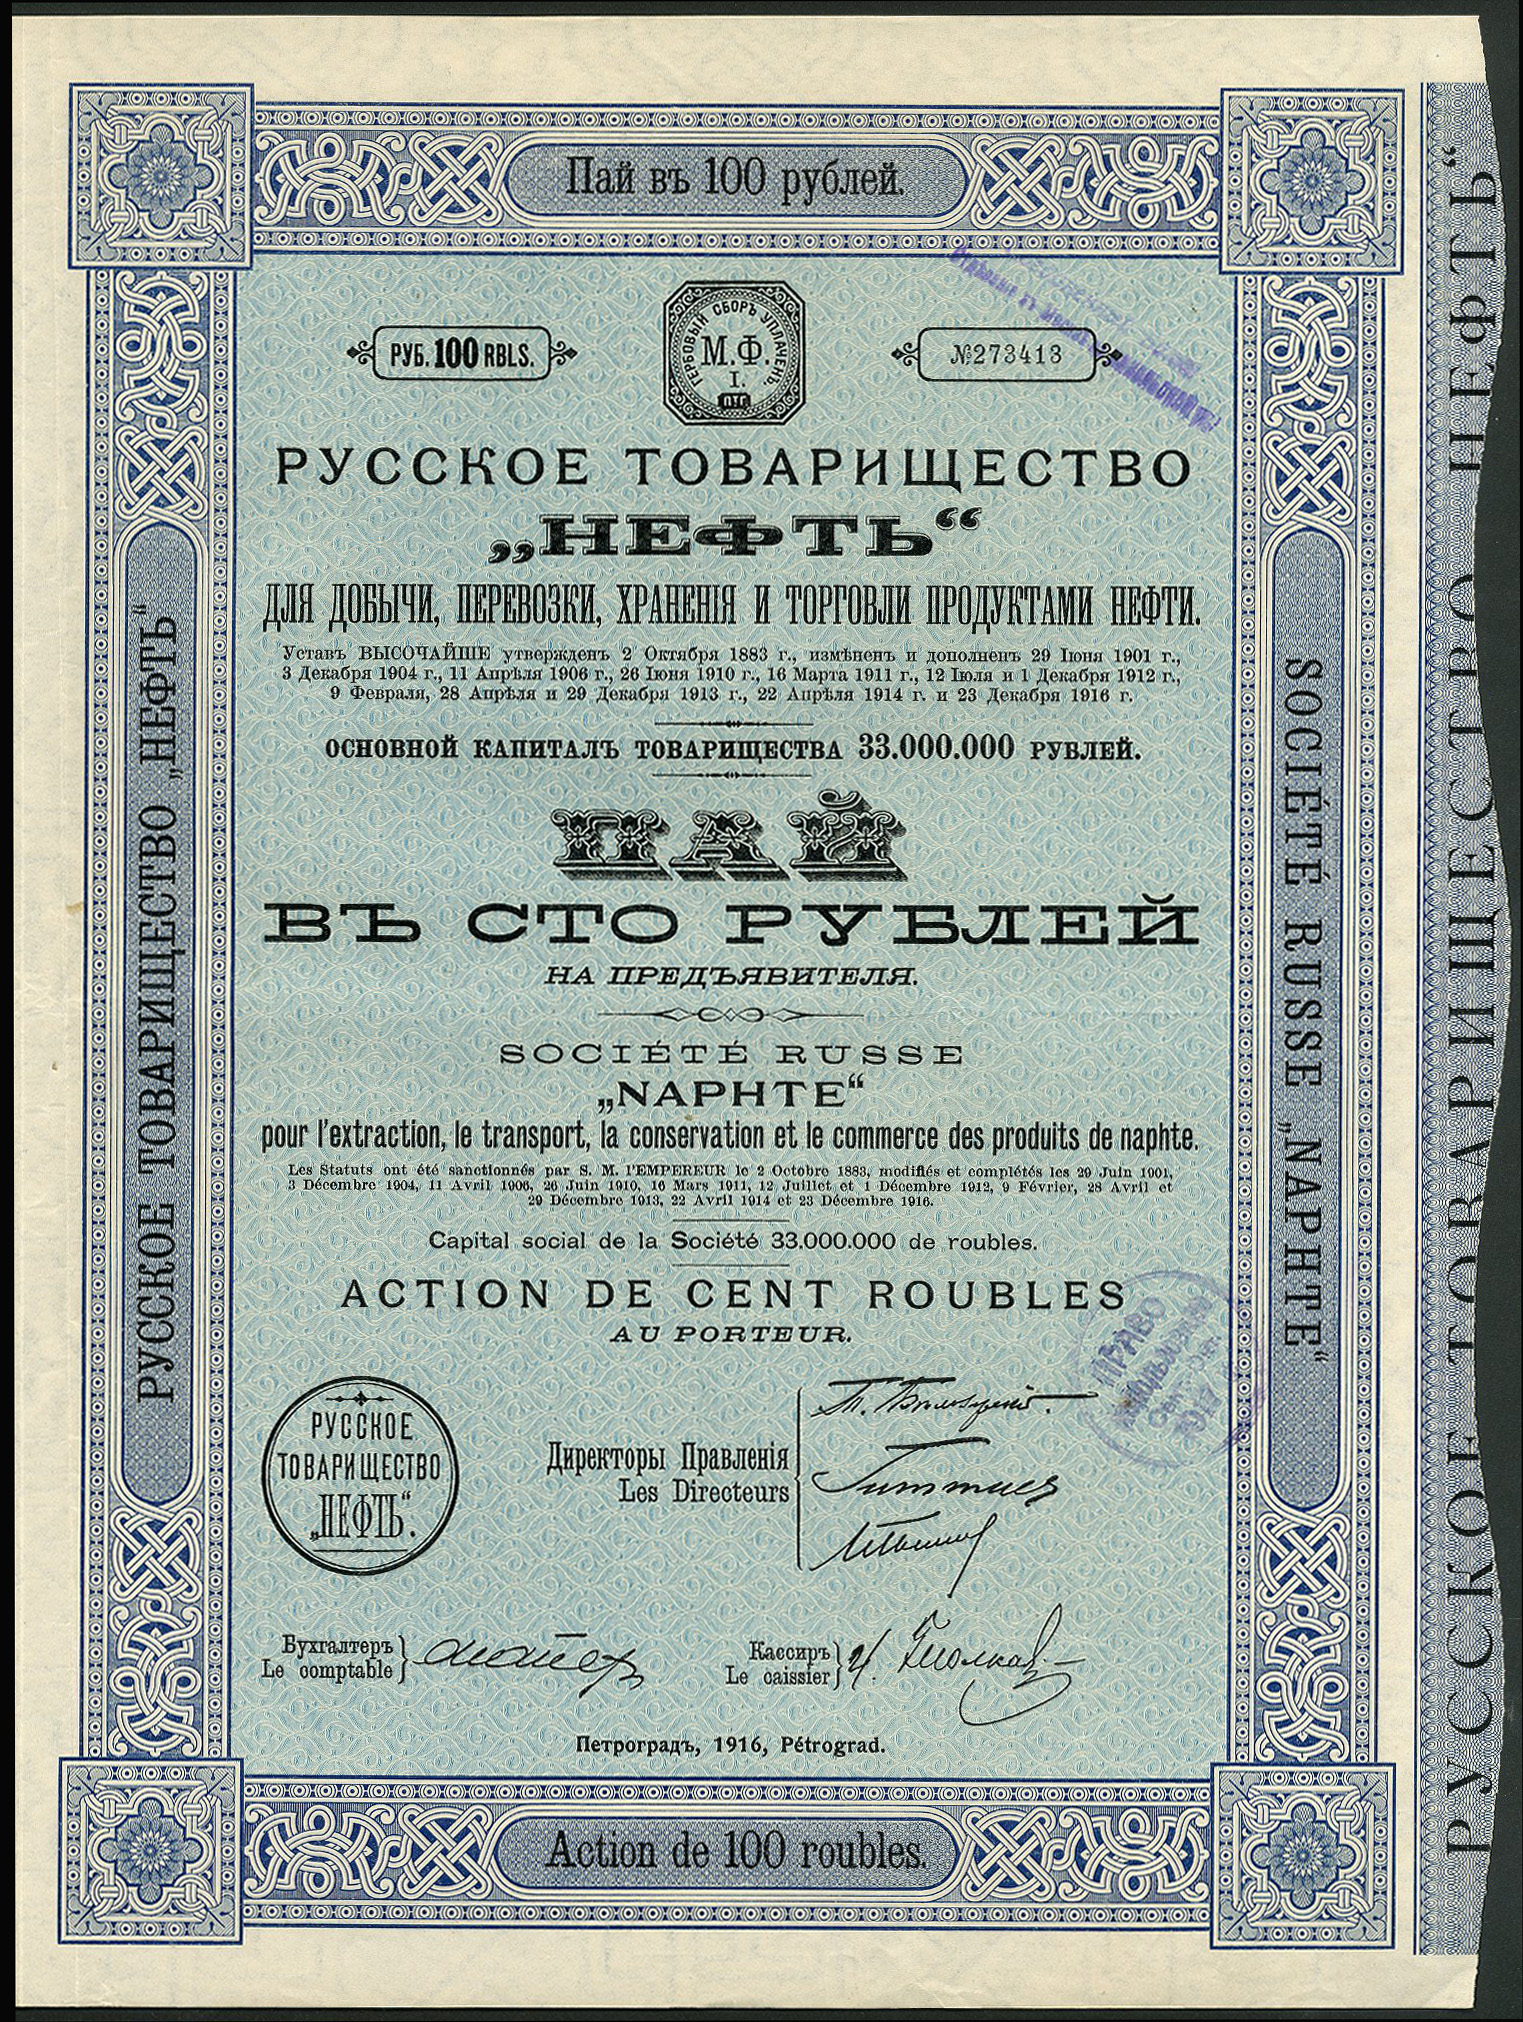 Пай въ 100 рублей.
РУБ. 100 RBLS.
ГЕРБОВЫЙ СБОРЪ УПЛАЧЕНЪ.
М.Ф.
I.
№273413
РУССКОЕ ТОВАРИЩЕСТВО
„НЕФТЬ“
ДЛЯ ДОБЫЧИ, ПЕРЕВОЗКИ, ХРАНЕНІЯ И ТОРГОВЛИ ПРОДУКТАМИ НЕФТИ.
Уставъ ВЫСОЧАЙШЕ утвержденъ 2 Октября 1883 г., измѣненъ и дополненъ 29 Іюня 1901 г.,
3 Декабря 1904 г., 11 Апрѣля 1906 г., 26 Іюня 1910 г., 16 Марта 1911 г., 12 Іюля и 1 Декабря 1912 г.,
9 Февраля, 28 Апрѣля и 29 Декабря 1913 г., 22 Апрѣля 1914 г. и 23 Декабря 1916 г.
ОСНОВНОЙ КАПИТАЛЪ ТОВАРИЩЕСТВА 33.000.000 РУБЛЕЙ.
ПАЙ
ВЪ СТО РУБЛЕЙ
НА ПРЕДЪЯВИТЕЛЯ.
SOCIÉTÉ RUSSE
„NAPHTE“
pour l'extraction, le transport, la conservation et le commerce des produits de naphte.
Les Statuts ont été sanctionnés par S. M. l'EMPEREUR le 2 Octobre 1883, modifiés et complétés les 29 Juin 1901,
3 Décembre 1904, 11 Avril 1906, 26 Juin 1910, 16 Mars 1911, 12 Juillet et 1 Décembre 1912, 9 Février, 28 Avril et
29 Décembre 1913, 22 Avril 1914 et 23 Décembre 1916.
Capital social de la Société 33.000.000 de roubles.
ACTION DE CENT ROUBLES
AU PORTEUR.
ПРАВО
РУССКОЕ
ТОВАРИЩЕСТВО
„НЕФТЬ“.
Директоры Правленія
Les Directeurs
Бухгалтеръ
Le comptable
Кассиръ
Le caissier
Петроградъ, 1916, Pétrograd.
Action de 100 roubles.
РУССКОЕ ТОВАРИЩЕСТВО „НЕФТЬ“
SOCIÉTÉ RUSSE „NAPHTE“
РУССКОЕ ТОВАРИЩЕСТВО „НЕФТЬ“